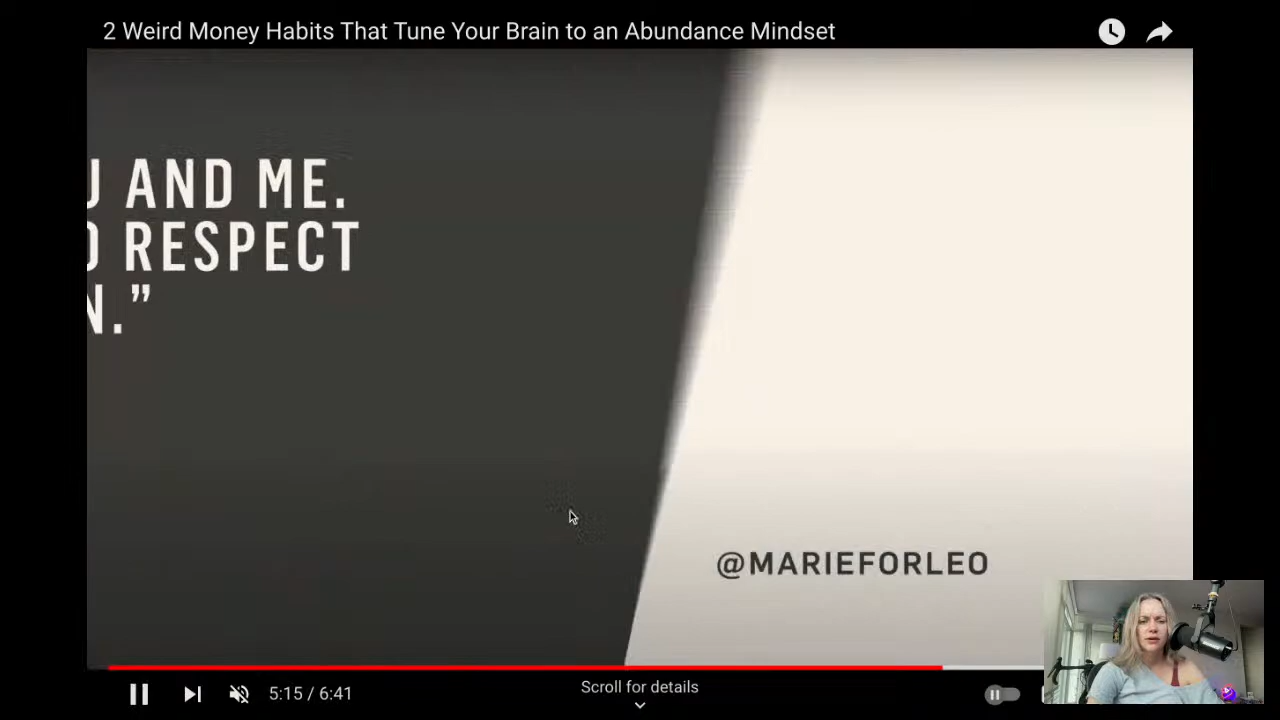 2 Weird Money Habits That Tune Your Brain to an Abundance Mindset
AND ME.
RESPECT
.”
@MARIEFORLEO
5:15 / 6:41
Scroll for details